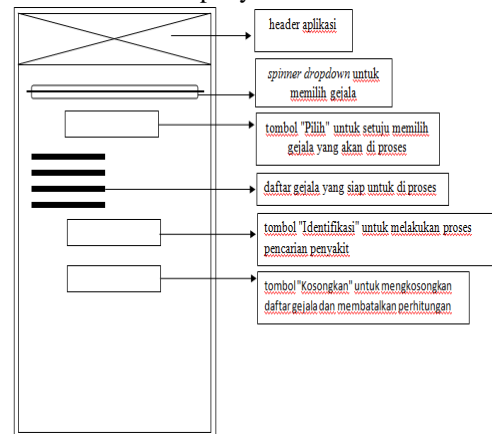 header aplikasi
spinner dropdown untuk
memilih gejala
tombol "Pilih" untuk setuju memilih
gejala yang akan di proses
daftar gejala yang siap untuk di proses
tombol "Identifikasi" untuk melakukan proses
pencarian penyakit
tombol "Kosongkan" untuk mengkosongkan
daftar gejala dan membatalkan perhitungan